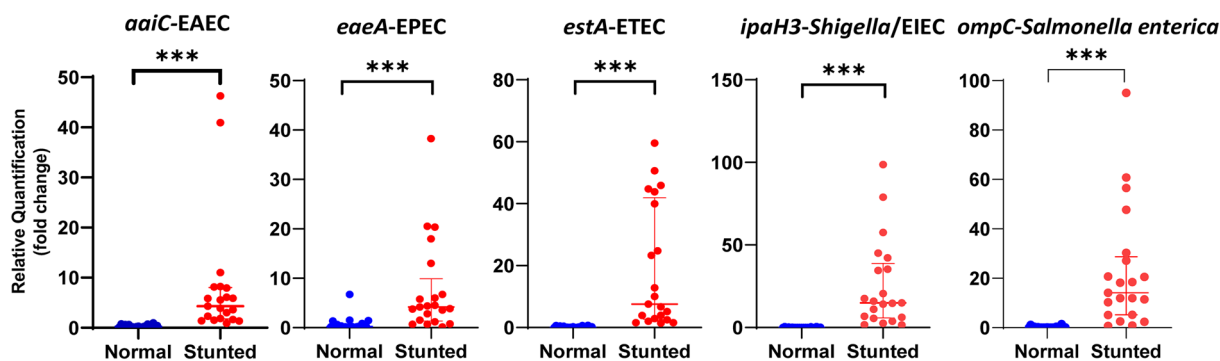 aaiC-EAEC
eaeA-EPEC
estA-ETEC
ipaH3-Shigella/EIEC
ompC-Salmonella enterica
***
***
***
***
***
Relative Quantification
(fold change)
50
40
30
20
10
0
Normal Stunted
50
40
30
20
10
0
Normal Stunted
80
60
40
20
0
Normal Stunted
150
100
50
0
Normal Stunted
100
80
60
40
20
0
Normal Stunted